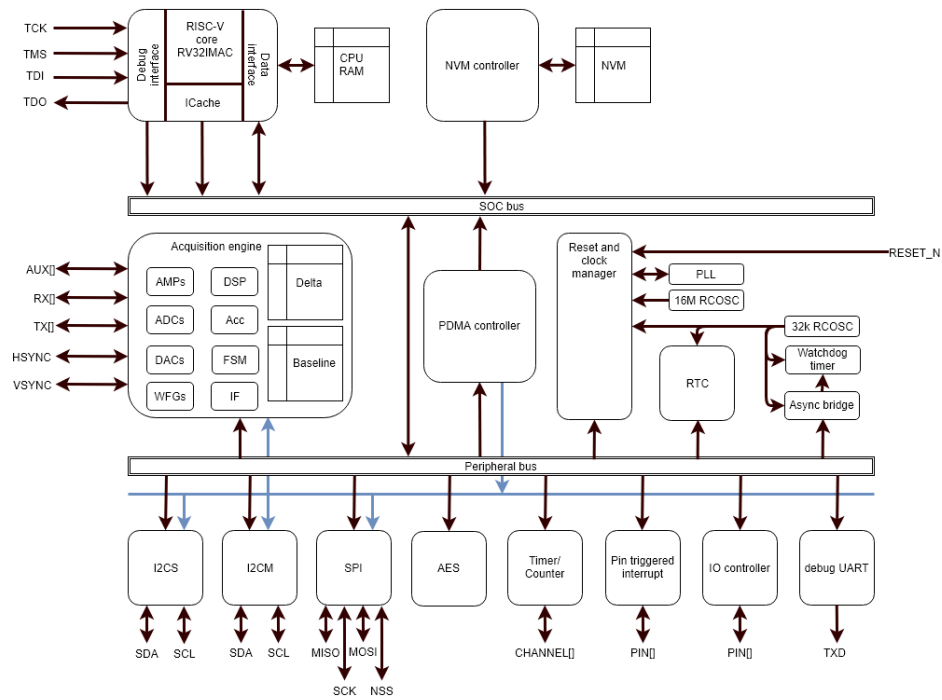 TCK
TMS
TDI
TDO
Debug
interface
RISC-V
core
RV32IMAC
ICache
Data
interface
CPU
RAM
NVM controller
NVM
SOC bus
Acquisition engine
AUX[]
RX[]
TX[]
HSYNC
VSYNC
AMPs
DSP
ADCs
Acc
DACs
FSM
WFGs
IF
Delta
Baseline
PDMA controller
Reset and
clock
manager
RESET_N
PLL
16M RCOSC
32k RCOSC
RTC
Watchdog
timer
Async bridge
Peripheral bus
I2CS
I2CM
SPI
AES
Timer/
Counter
Pin triggered
interrupt
IO controller
debug UART
SDA
SCL
SDA
SCL
MISO
MOSI
SCK
NSS
CHANNEL[]
PIN[]
PIN[]
TXD